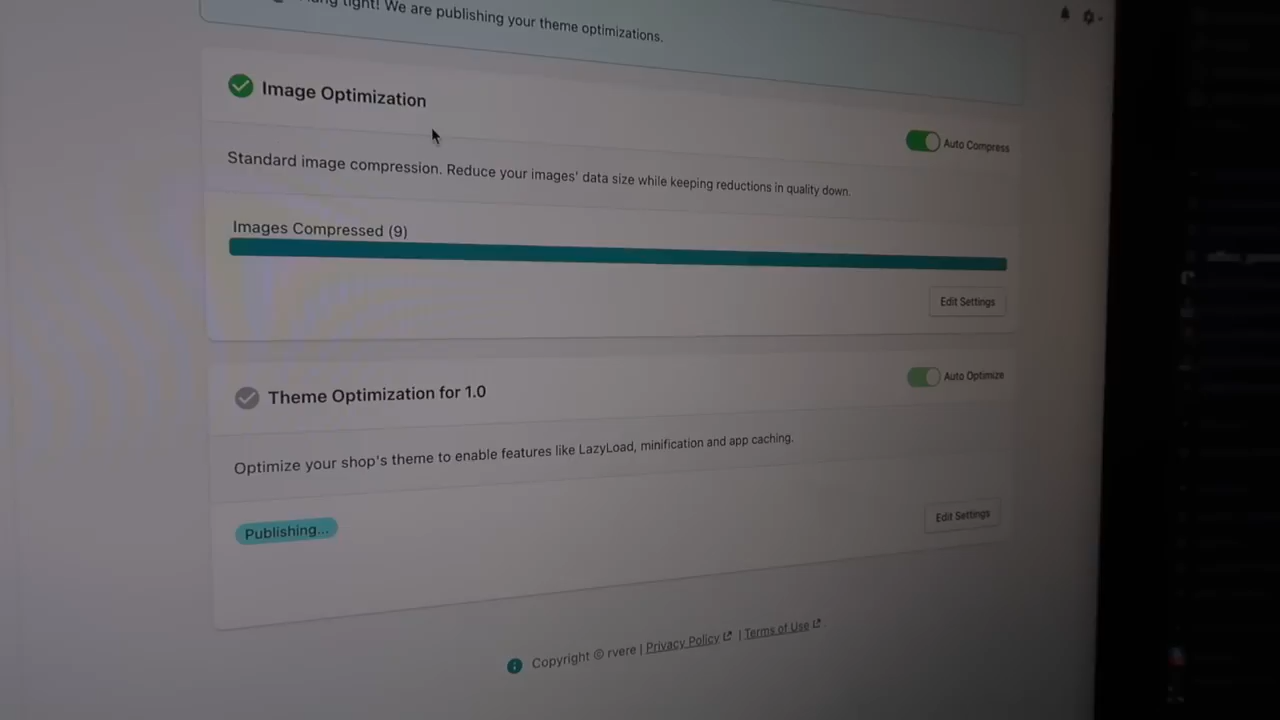 tight! We are publishing your theme optimizations.
Image Optimization
Auto Compress
Standard image compression. Reduce your images' data size while keeping reductions in quality down.
Images Compressed (9)
Edit Settings
Theme Optimization for 1.0
Auto Optimize
Optimize your shop's theme to enable features like LazyLoad, minification and app caching.
Publishing...
Edit Settings
Copyright © rvere | Privacy Policy | Terms of Use .